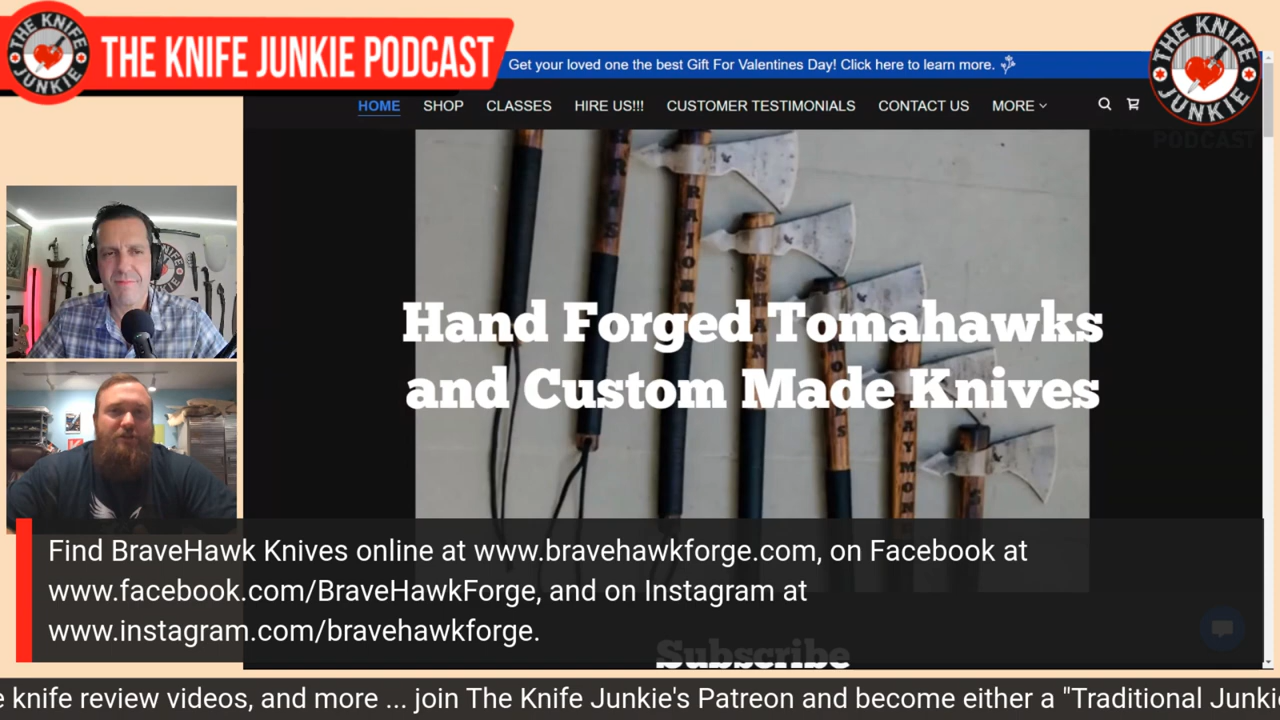 THE KNIFE
JUNKIE
THE KNIFE JUNKIE PODCAST
Get your loved one the best Gift For Valentines Day! Click here to learn more.
THE KNIFE
JUNKIE
PODCAST
HOME SHOP CLASSES HIRE US!!! CUSTOMER TESTIMONIALS CONTACT US MORE
THE KNIFE
JUNKIE
Hand Forged Tomahawks
and Custom Made Knives
Find BraveHawk Knives online at www.bravehawkforge.com, on Facebook at
www.facebook.com/BraveHawkForge, and on Instagram at
www.instagram.com/bravehawkforge.
Subscribe
e knife review videos, and more ... join The Knife Junkie's Patreon and become either a "Traditional Junki